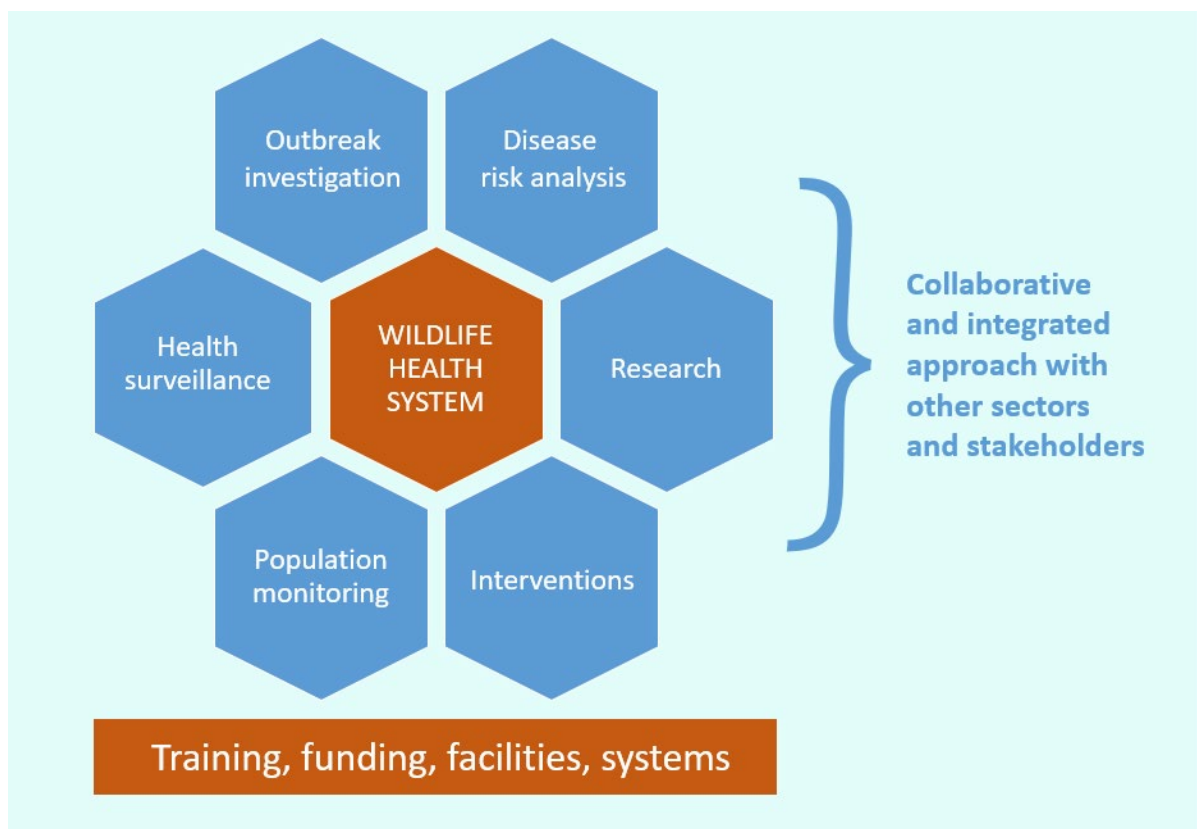 Outbreak
investigation
Disease
risk analysis
Health
surveillance
WILDLIFE
HEALTH
SYSTEM
Research
Population
monitoring
Interventions
Collaborative
and integrated
approach with
other sectors
and stakeholders
Training, funding, facilities, systems